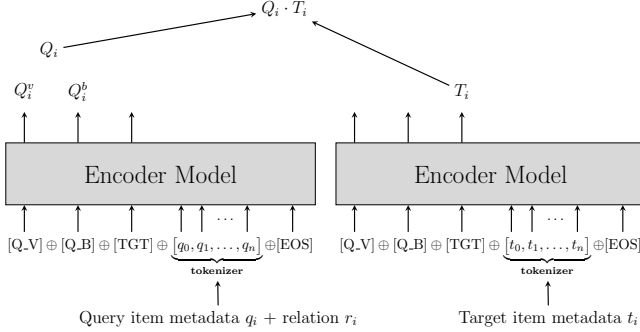 Q_i · T_i
Q_i
Q_i^v Q_i^b T_i
Encoder Model Encoder Model
... ...
[Q_V] ⊕ [Q_B] ⊕ [TGT] ⊕ [q_0, q_1, ..., q_n] ⊕[EOS] [Q_V] ⊕ [Q_B] ⊕ [TGT] ⊕ [t_0, t_1, ..., t_n] ⊕[EOS]
tokenizer tokenizer
Query item metadata q_i + relation r_i Target item metadata t_i